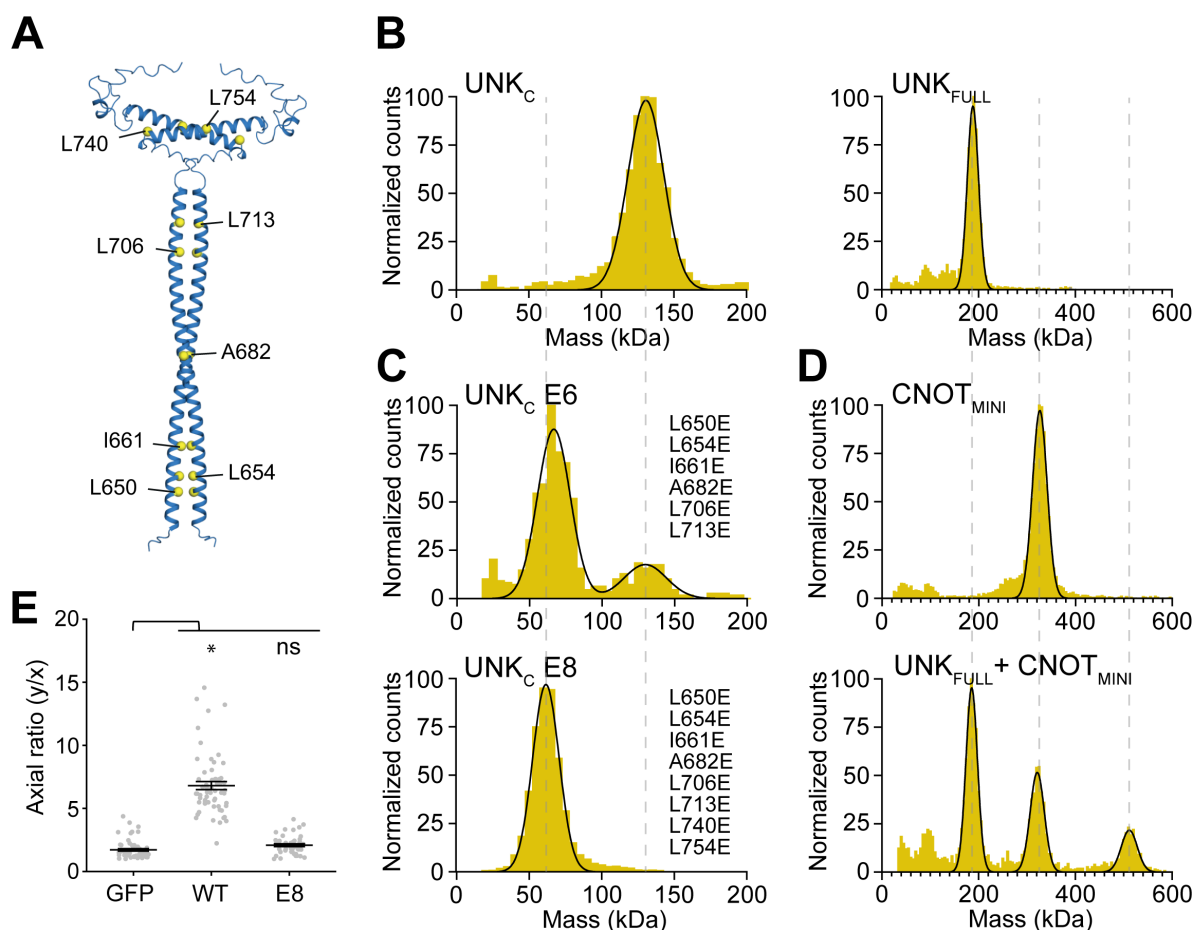 A
L754
L740
L713
L706
A682
I661
L654
L650
B
UNKC
Normalized counts
100
75
50
25
0
0 50 100 150 200
Mass (kDa)
UNKFULL
Normalized counts
100
75
50
25
0
0 200 400 600
Mass (kDa)
C
UNKC E6
Normalized counts
100
75
50
25
0
0 50 100 150 200
L650E
L654E
I661E
A682E
L706E
L713E
UNKC E8
Normalized counts
100
75
50
25
0
0 50 100 150 200
Mass (kDa)
L650E
L654E
I661E
A682E
L706E
L713E
L740E
L754E
D
CNOTMINI
Normalized counts
100
75
50
25
0
0 200 400 600
UNKFULL + CNOTMINI
Normalized counts
100
75
50
25
0
0 200 400 600
Mass (kDa)
E
Axial ratio (y/x)
20
15
10
5
0
* ns
GFP WT E8